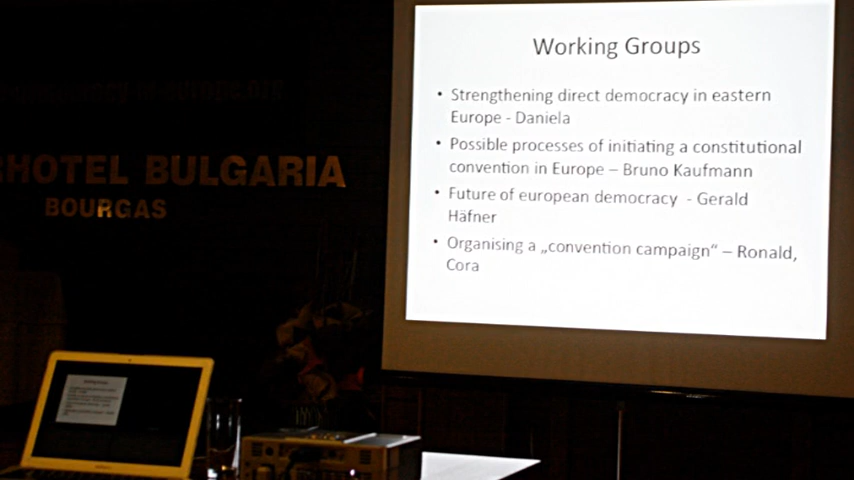 RHOTEL BULGARIA
BOURGAS
Working Groups
• Strengthening direct democracy in eastern
Europe - Daniela
• Possible processes of initiating a constitutional
convention in Europe – Bruno Kaufmann
• Future of european democracy - Gerald
Häfner
• Organising a „convention campaign“ – Ronald,
Cora